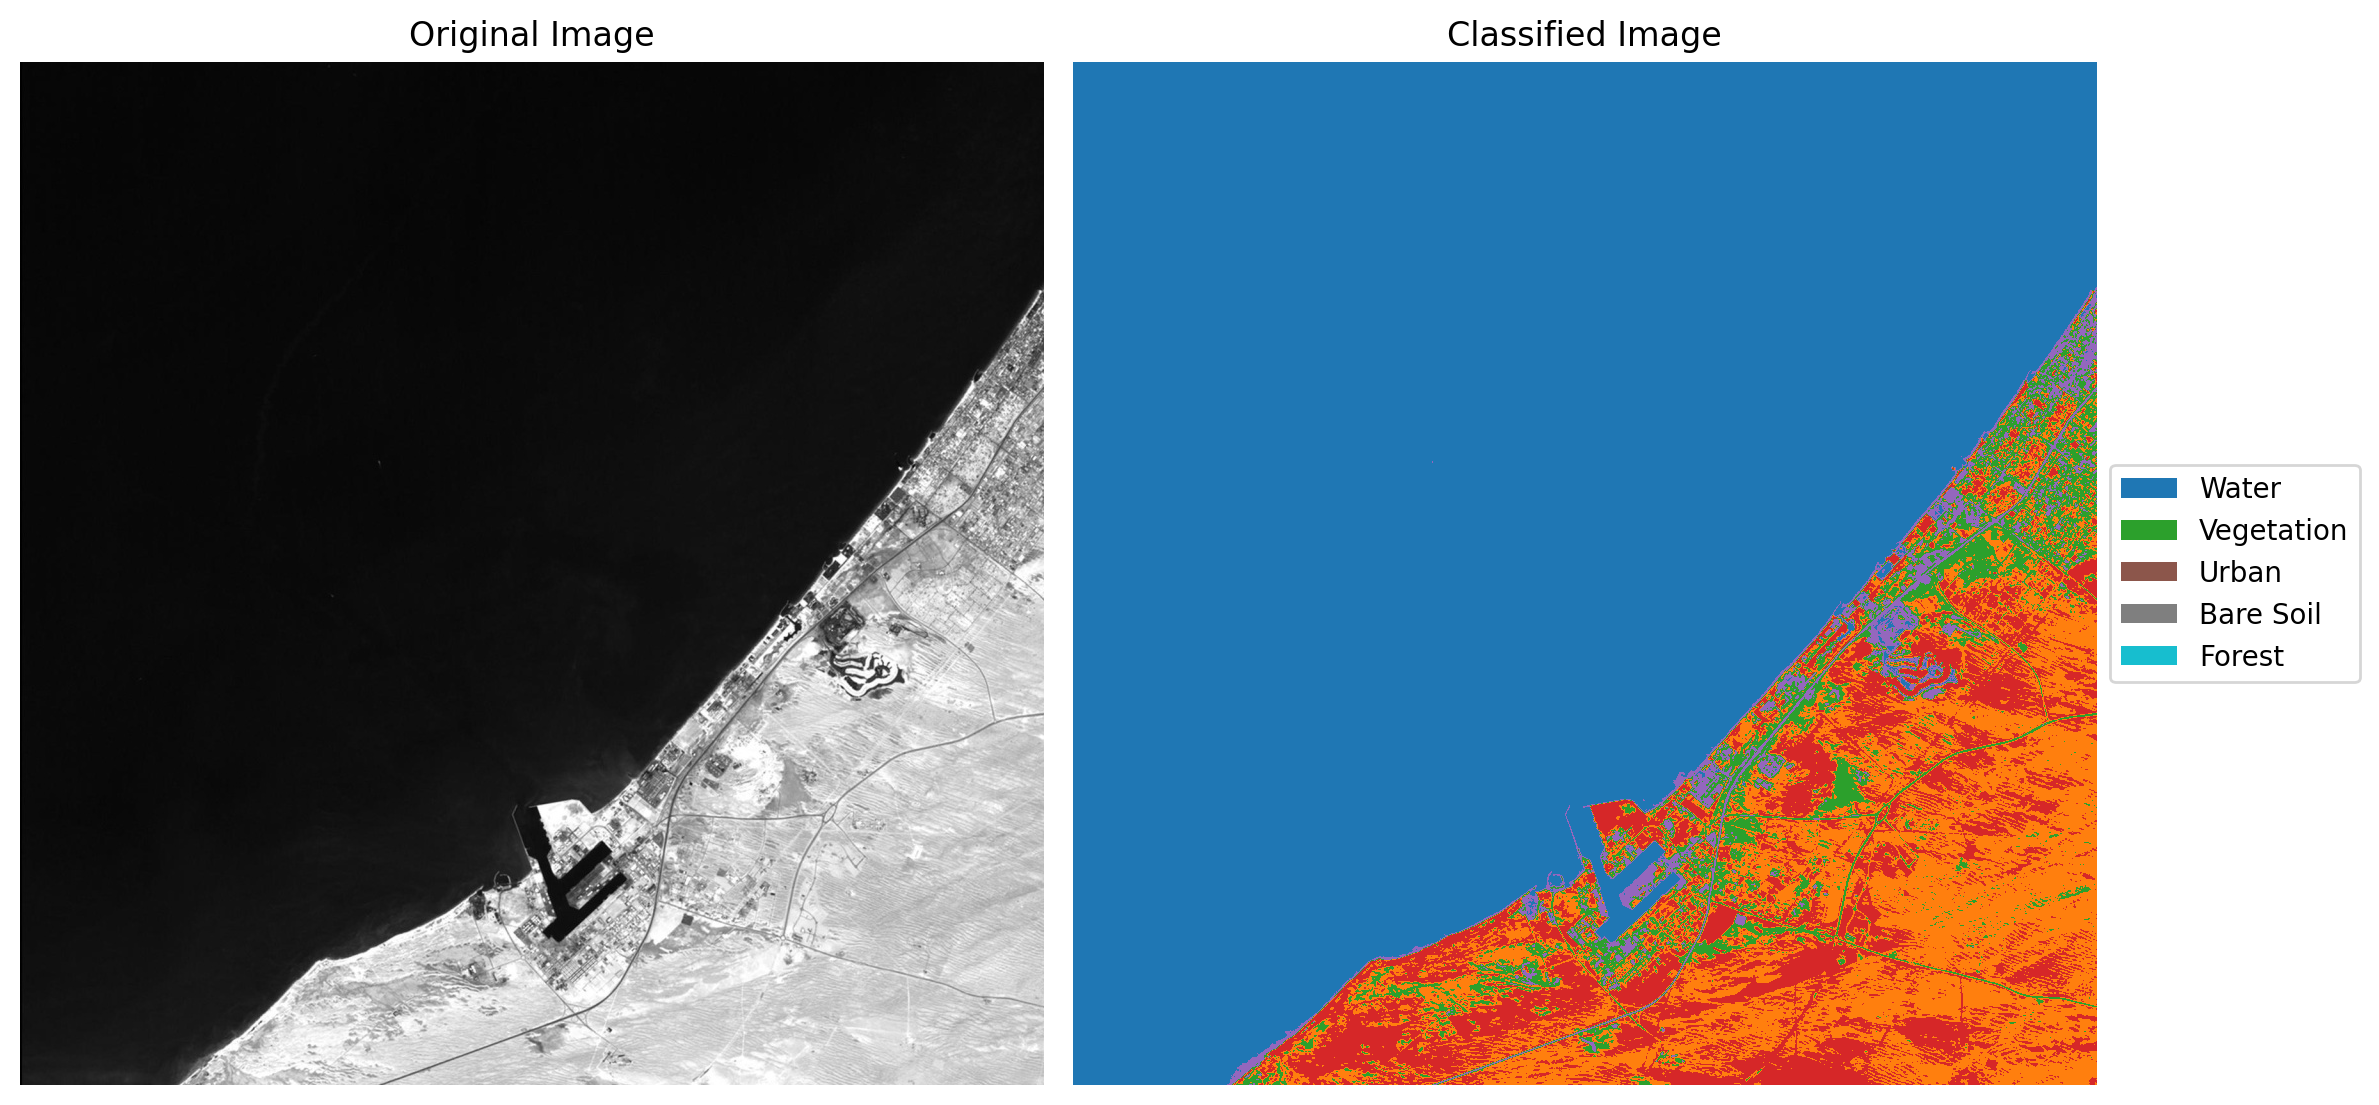 Original Image
Classified Image
Water
Vegetation
Urban
Bare Soil
Forest